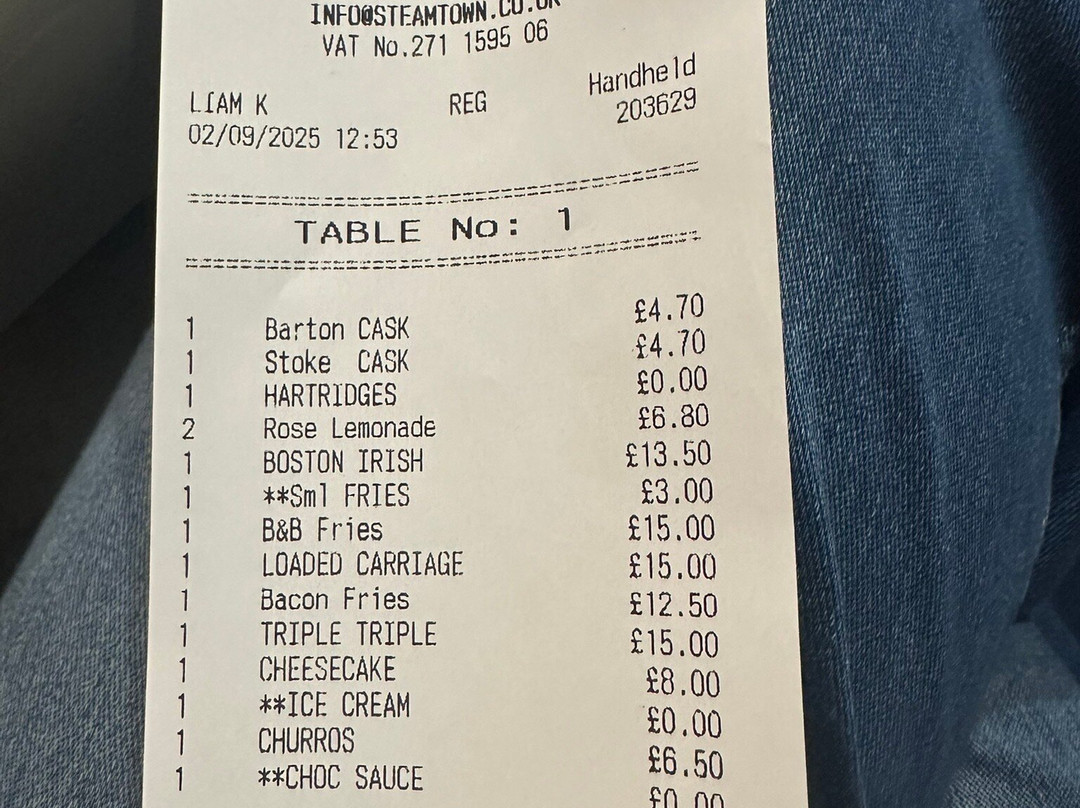 INFO@STEAMTOWN.CO.UK
VAT No.271 1595 06
LIAM K REG Handheld
02/09/2025 12:53 203629
TABLE No: 1
1 Barton CASK £4.70
1 Stoke CASK £4.70
1 HARTRIDGES £0.00
2 Rose Lemonade £6.80
1 BOSTON IRISH £13.50
1 **Sml FRIES £3.00
1 B&B Fries £15.00
1 LOADED CARRIAGE £15.00
1 Bacon Fries £12.50
1 TRIPLE TRIPLE £15.00
1 CHEESECAKE £8.00
1 **ICE CREAM £0.00
1 CHURROS £6.50
1 **CHOC SAUCE £0.00